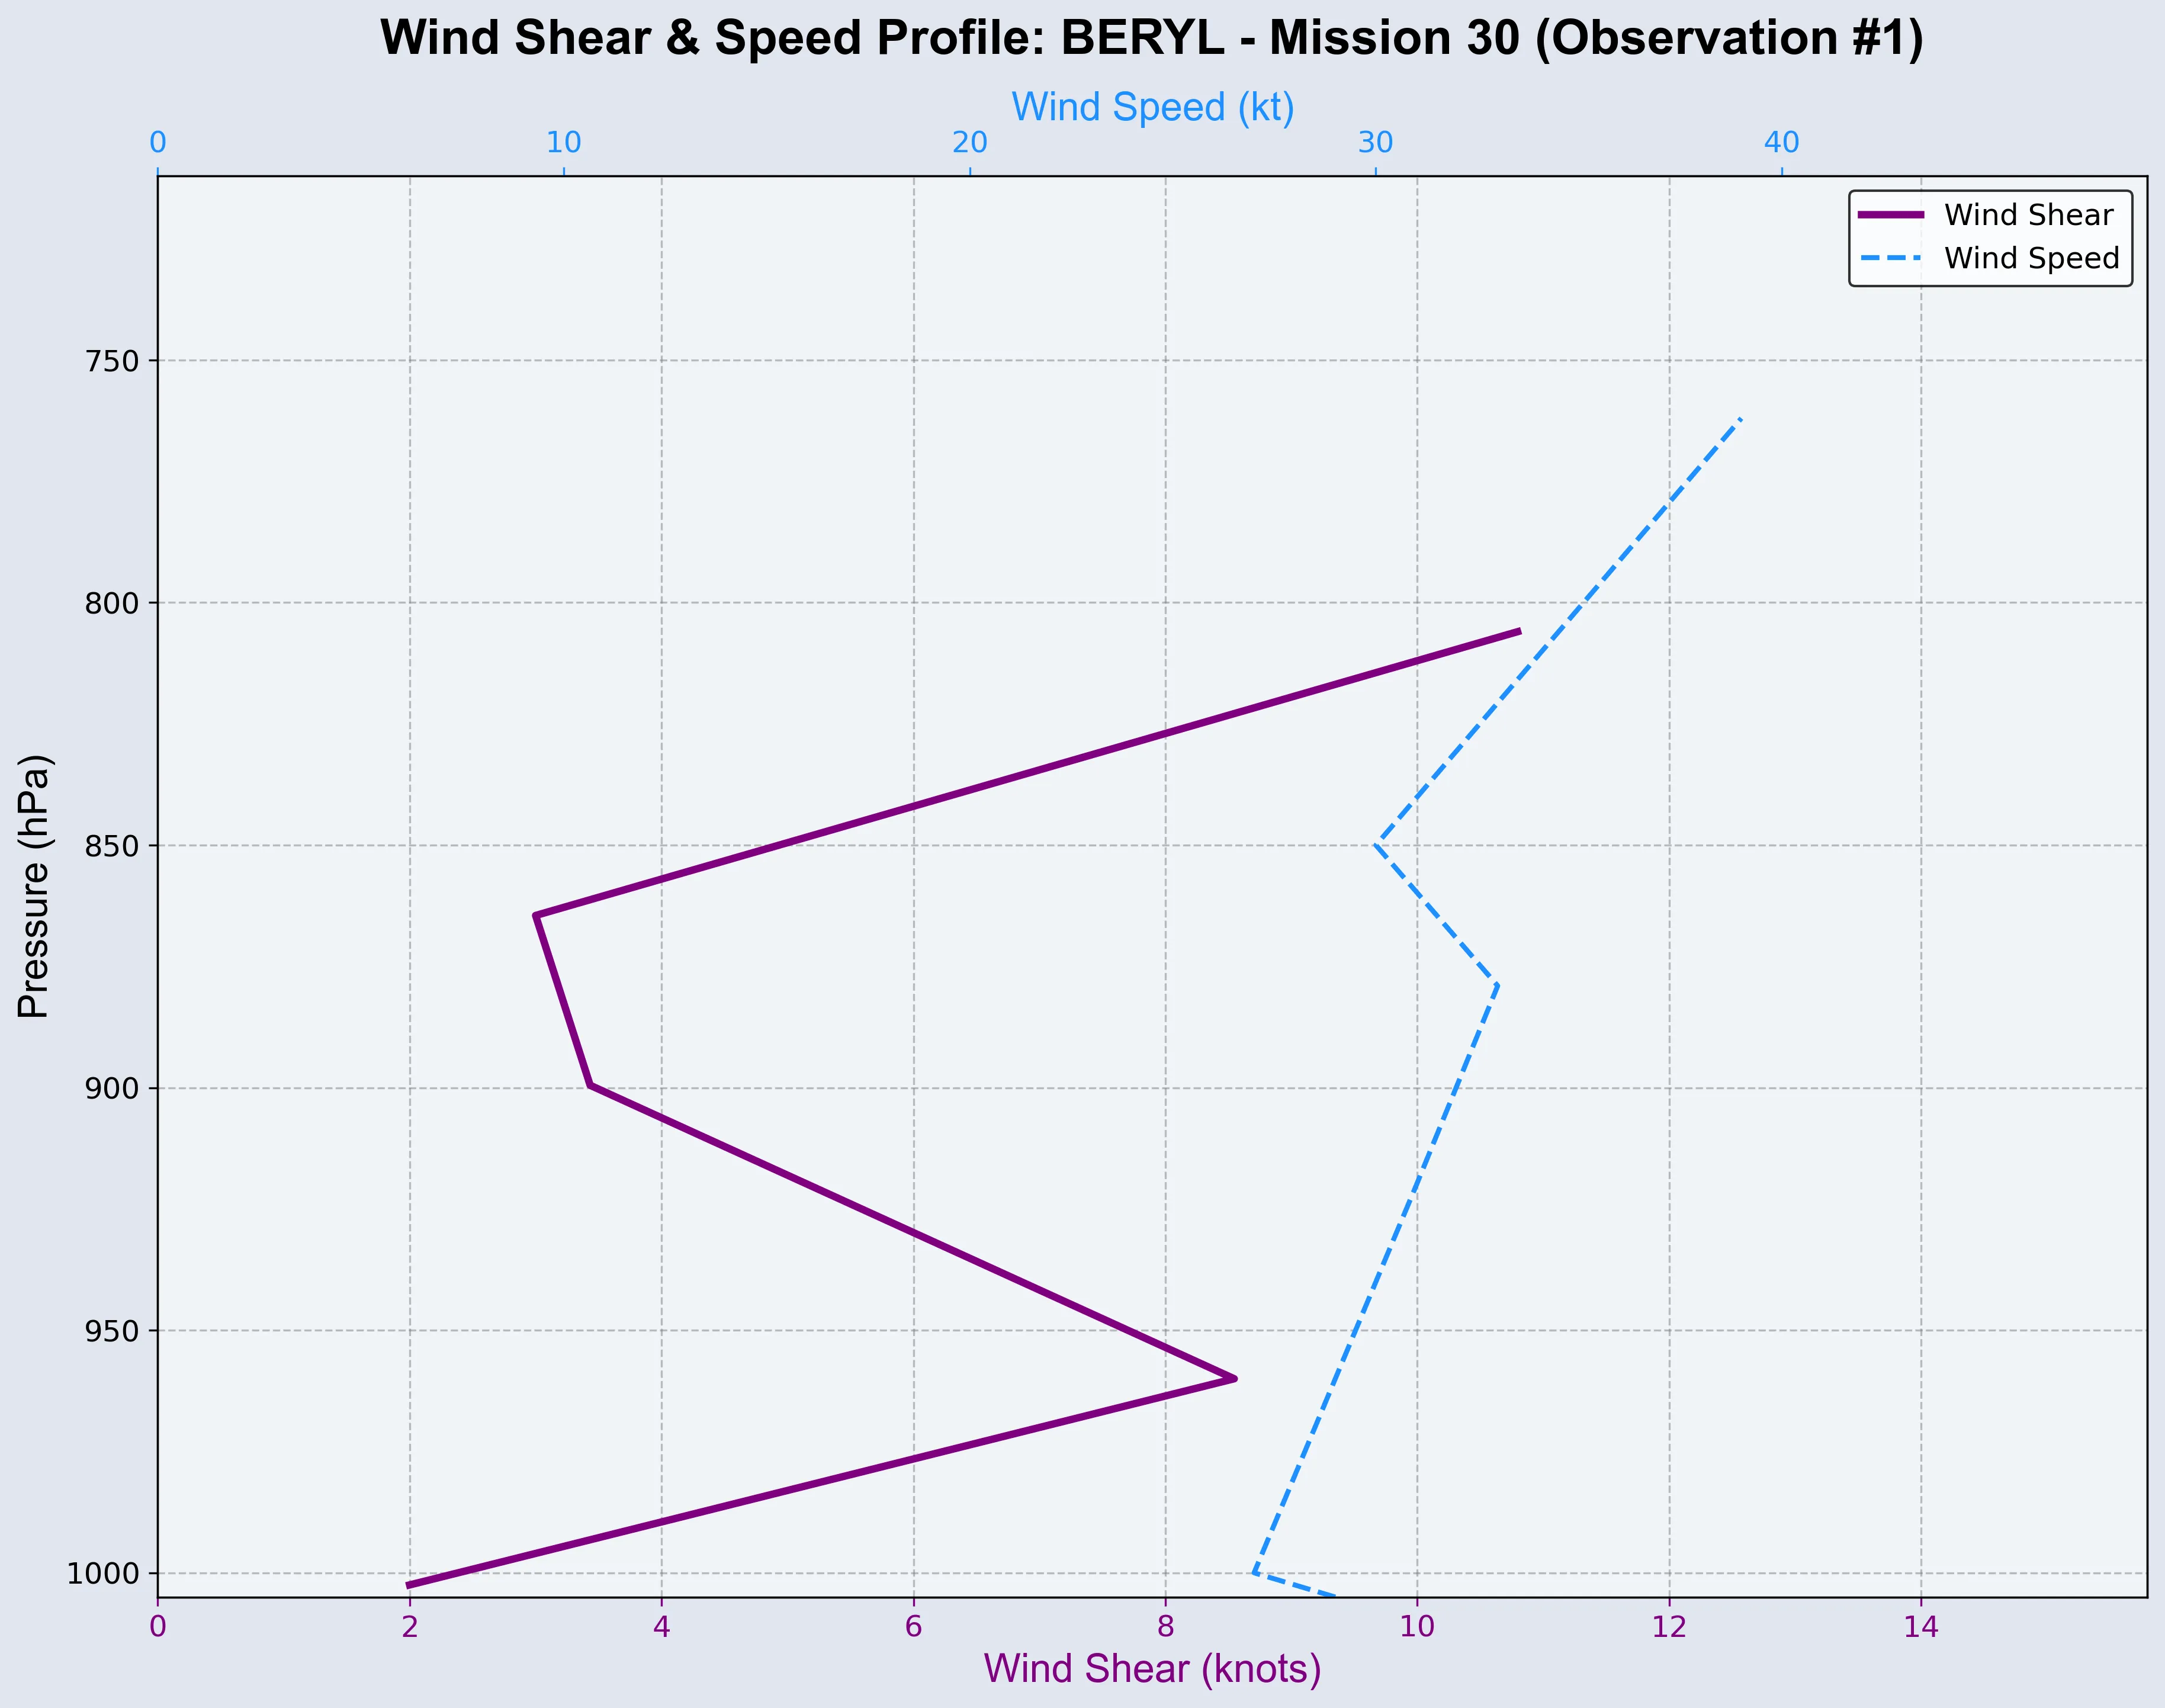 Wind Shear & Speed Profile: BERYL - Mission 30 (Observation #1)
Wind Speed (kt)
0 10 20 30 40
Wind Shear
Wind Speed
750
800
850
900
950
1000
Pressure (hPa)
0 2 4 6 8 10 12 14
Wind Shear (knots)